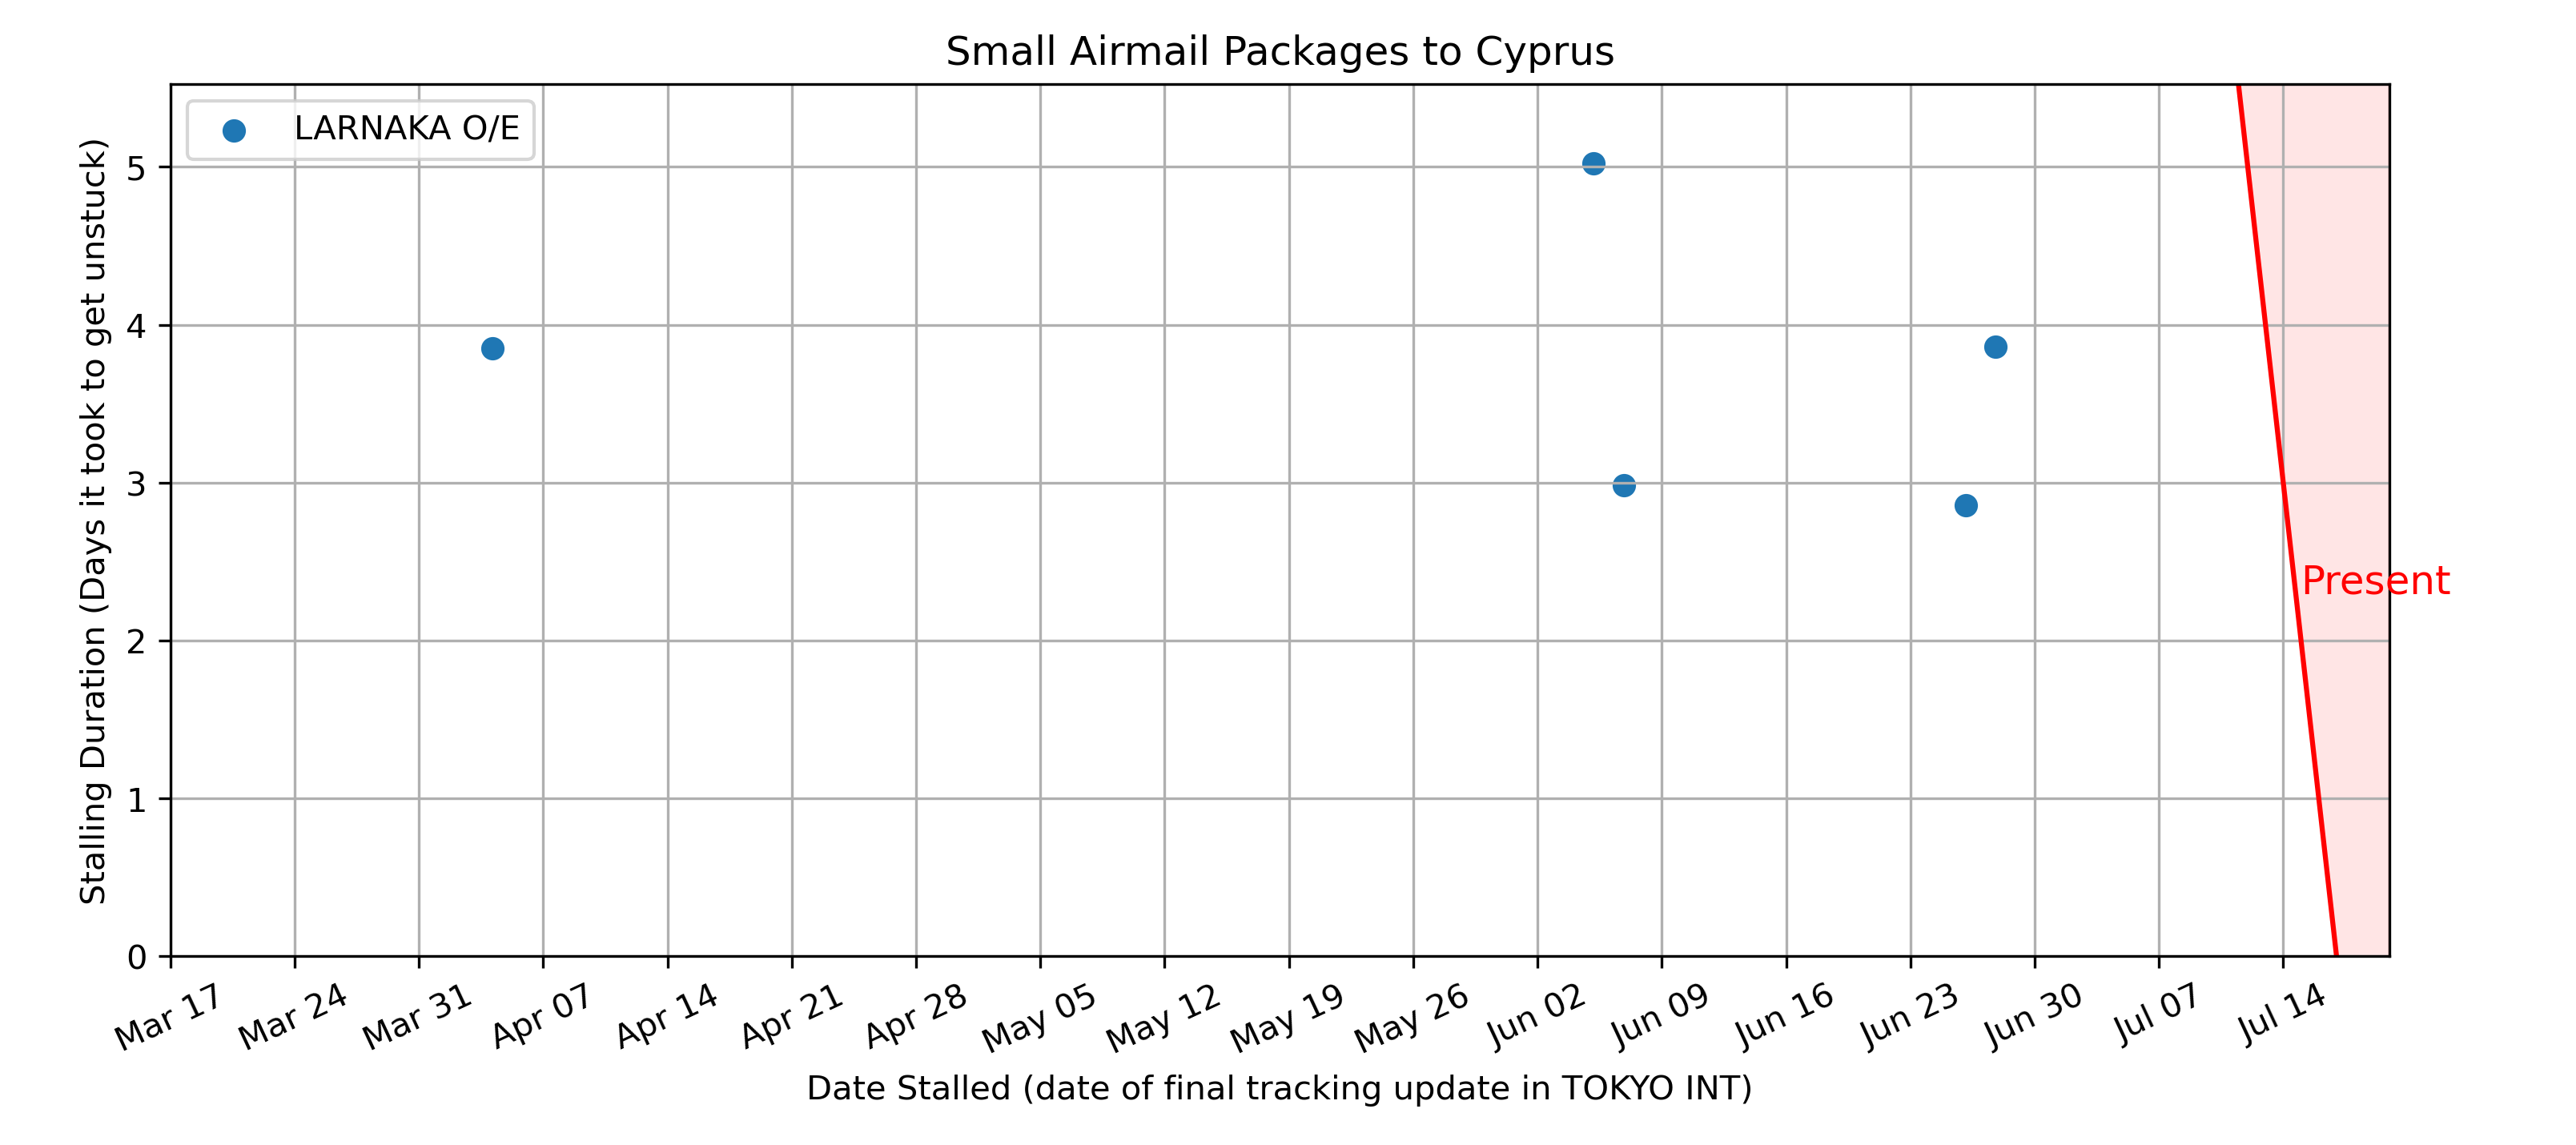 Small Airmail Packages to Cyprus
LARNAKA O/E
Stalling Duration (Days it took to get unstuck)
5
4
3
2
1
0
Present
Mar 17
Mar 24
Mar 31
Apr 07
Apr 14
Apr 21
Apr 28
May 05
May 12
May 19
May 26
Jun 02
Jun 09
Jun 16
Jun 23
Jun 30
Jul 07
Jul 14
Date Stalled (date of final tracking update in TOKYO INT)